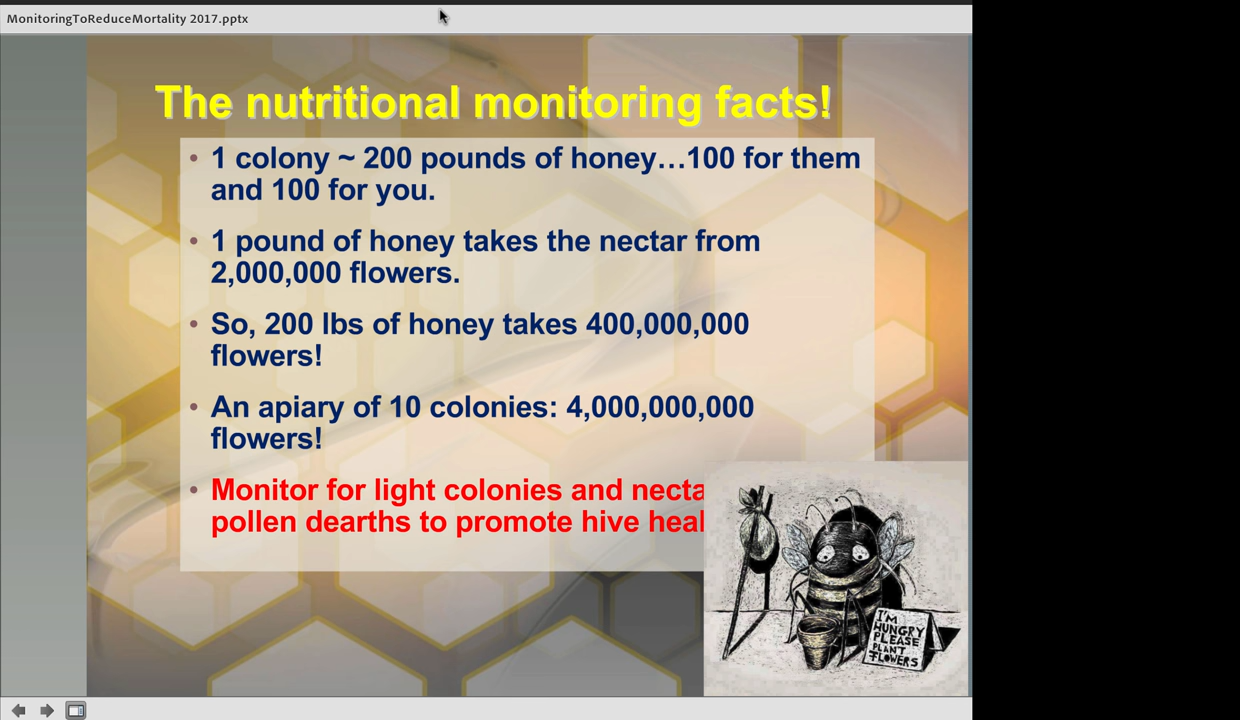 MonitoringToReduceMortality 2017.pptx
The nutritional monitoring facts!
• 1 colony ~ 200 pounds of honey…100 for them
and 100 for you.
• 1 pound of honey takes the nectar from
2,000,000 flowers.
• So, 200 lbs of honey takes 400,000,000
flowers!
• An apiary of 10 colonies: 4,000,000,000
flowers!
• Monitor for light colonies and necta
pollen dearths to promote hive heal
I'M
HUNGRY
PLEASE
PLANT
FLOWERS